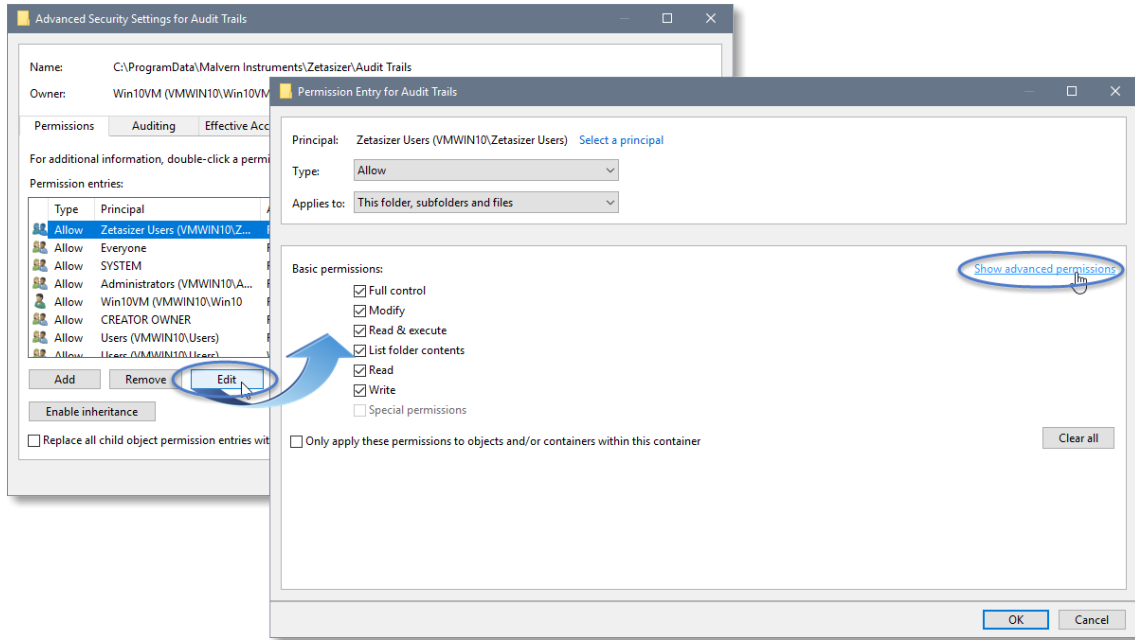 Advanced Security Settings for Audit Trails
Name: C:\ProgramData\Malvern Instruments\Zetasizer\Audit Trails
Owner: Win10VM (VMWIN10\Win10VM
Permissions Auditing Effective Acc
For additional information, double-click a permi
Permission entries:
Type Principal
Allow Zetasizer Users (VMWIN10\Z...
Allow Everyone
Allow SYSTEM
Allow Administrators (VMWIN10\A...
Allow Win10VM (VMWIN10\Win10
Allow CREATOR OWNER
Allow Users (VMWIN10\Users)
Allow Users (VMWIN10\Users)
Add Remove Edit
Enable inheritance
Replace all child object permission entries wit
Permission Entry for Audit Trails
Principal: Zetasizer Users (VMWIN10\Zetasizer Users) Select a principal
Type: Allow
Applies to: This folder, subfolders and files
Basic permissions: Show advanced permissions
Full control
Modify
Read & execute
List folder contents
Read
Write
Special permissions
Only apply these permissions to objects and/or containers within this container
Clear all
OK Cancel